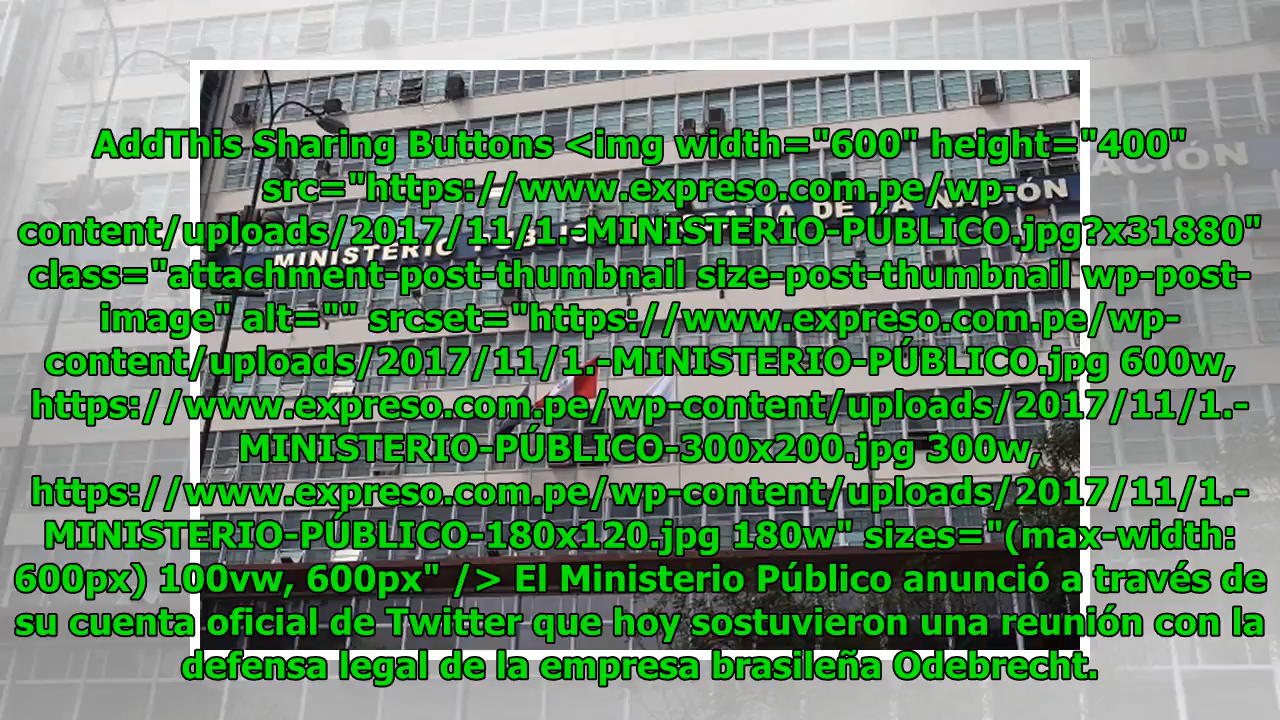 AddThis Sharing Buttons <img width="600" height="400"
src="https://www.expreso.com.pe/wp-
content/uploads/2017/11/1.-MINISTERIO-PÚBLICO.jpg?x31880"
class="attachment-post-thumbnail size-post-thumbnail wp-post-
image" alt="" srcset="https://www.expreso.com.pe/wp-
content/uploads/2017/11/1.-MINISTERIO-PÚBLICO.jpg 600w,
https://www.expreso.com.pe/wp-content/uploads/2017/11/1.-
MINISTERIO-PÚBLICO-300x200.jpg 300w,
https://www.expreso.com.pe/wp-content/uploads/2017/11/1.-
MINISTERIO-PÚBLICO-180x120.jpg 180w" sizes="(max-width:
600px) 100vw, 600px" /> El Ministerio Público anunció a través de
su cuenta oficial de Twitter que hoy sostuvieron una reunión con la
defensa legal de la empresa brasileña Odebrecht.
MINISTERIO DE LA NACIÓN
ACIÓN